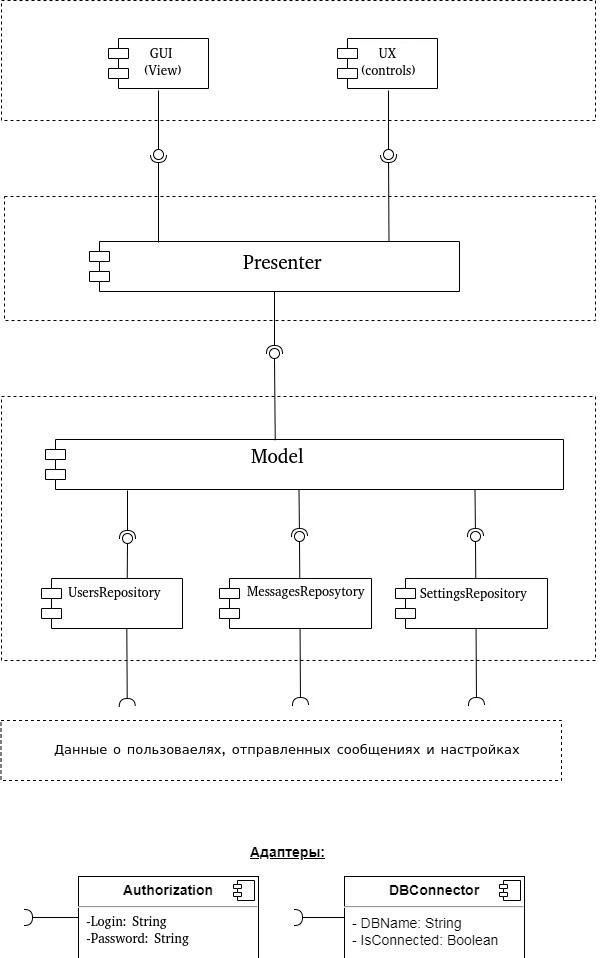 GUI
(View)
UX
(controls)
Presenter
Model
UsersRepository
MessagesReposytory
SettingsRepository
Данные о пользоваелях, отправленных сообщениях и настройках
Адаптеры:
Authorization
-Login: String
-Password: String
DBConnector
- DBName: String
- IsConnected: Boolean